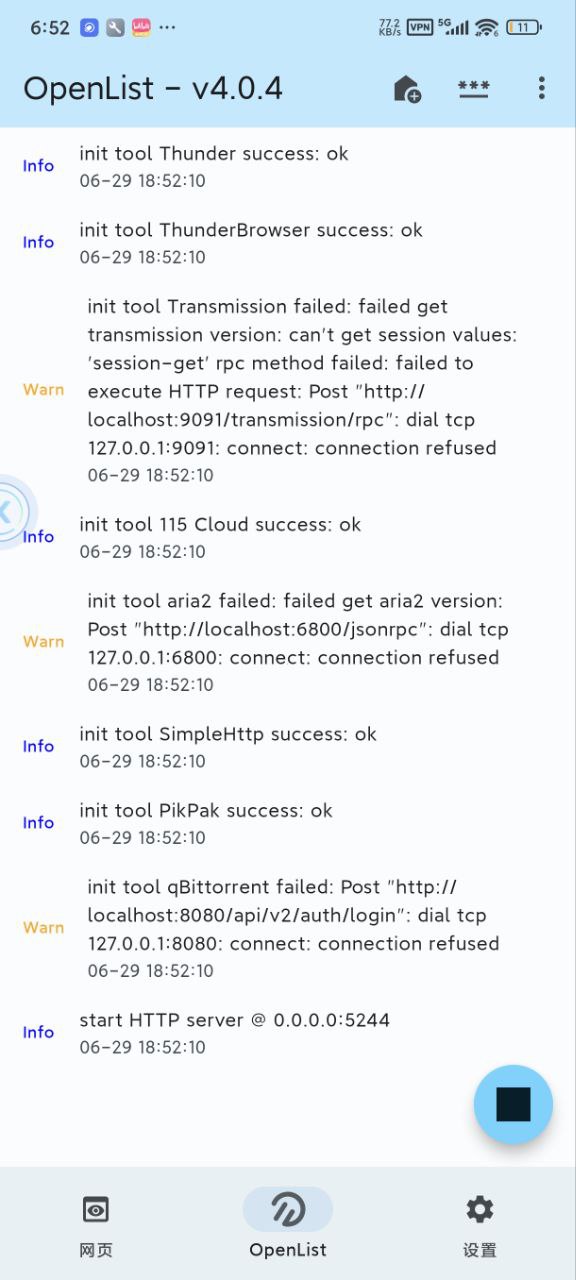 6:52
77.2
KB/s
VPN
5G
6
11
OpenList - v4.0.4
***
Info
init tool Thunder success: ok
06-29 18:52:10
Info
init tool ThunderBrowser success: ok
06-29 18:52:10
Warn
init tool Transmission failed: failed get
transmission version: can't get session values:
'session-get' rpc method failed: failed to
execute HTTP request: Post "http://
localhost:9091/transmission/rpc": dial tcp
127.0.0.1:9091: connect: connection refused
06-29 18:52:10
Info
init tool 115 Cloud success: ok
06-29 18:52:10
Warn
init tool aria2 failed: failed get aria2 version:
Post "http://localhost:6800/jsonrpc": dial tcp
127.0.0.1:6800: connect: connection refused
06-29 18:52:10
Info
init tool SimpleHttp success: ok
06-29 18:52:10
Info
init tool PikPak success: ok
06-29 18:52:10
Warn
init tool qBittorrent failed: Post "http://
localhost:8080/api/v2/auth/login": dial tcp
127.0.0.1:8080: connect: connection refused
06-29 18:52:10
Info
start HTTP server @ 0.0.0.0:5244
06-29 18:52:10
网页
OpenList
设置